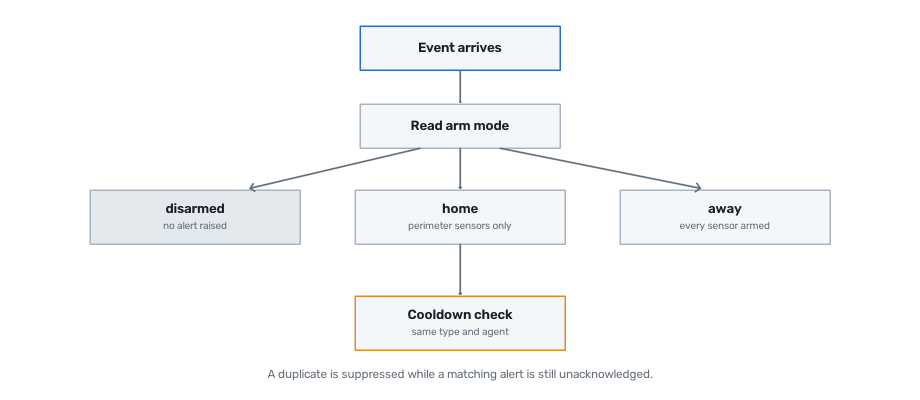 Event arrives
Read arm mode
disarmed
no alert raised
home
perimeter sensors only
away
every sensor armed
Cooldown check
same type and agent
A duplicate is suppressed while a matching alert is still unacknowledged.